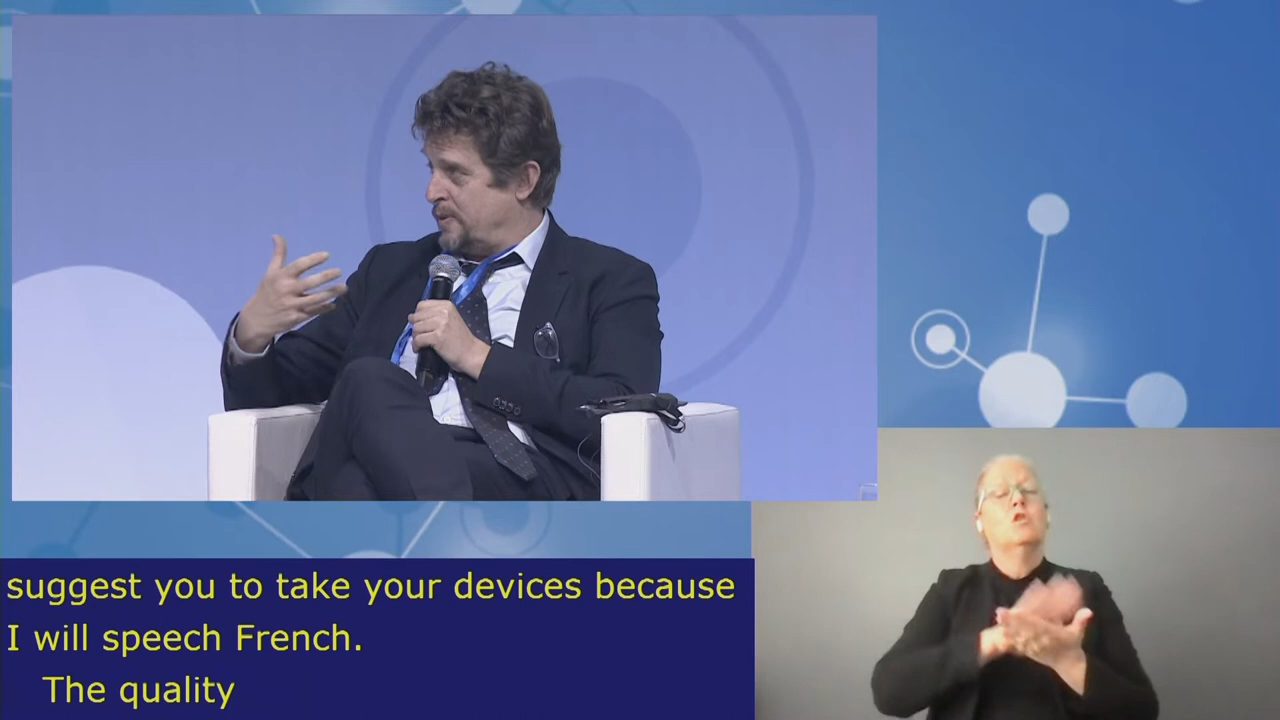 suggest you to take your devices because
I will speech French.
The quality